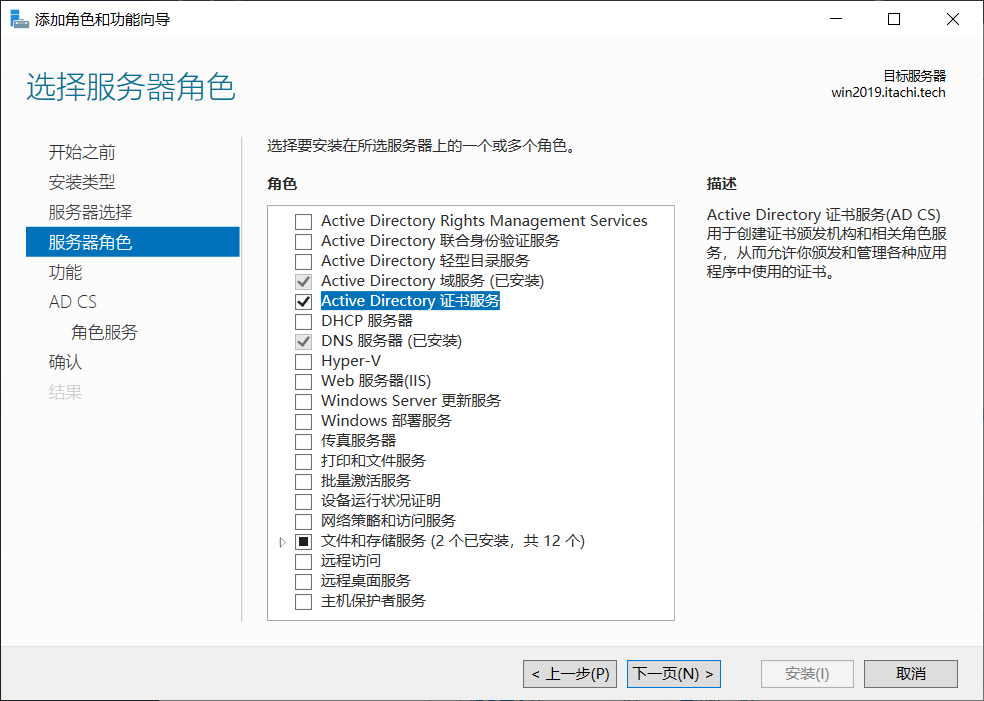 添加角色和功能向导
选择服务器角色
目标服务器
win2019.itachi.tech
开始之前
安装类型
服务器选择
服务器角色
功能
AD CS
角色服务
确认
结果
选择要安装在所选服务器上的一个或多个角色。
角色
Active Directory Rights Management Services
Active Directory 联合身份验证服务
Active Directory 轻型目录服务
Active Directory 域服务 (已安装)
Active Directory 证书服务
DHCP 服务器
DNS 服务器 (已安装)
Hyper-V
Web 服务器(IIS)
Windows Server 更新服务
Windows 部署服务
传真服务器
打印和文件服务
批量激活服务
设备运行状况证明
网络策略和访问服务
文件和存储服务 (2 个已安装，共 12 个)
远程访问
远程桌面服务
主机保护者服务
描述
Active Directory 证书服务(AD CS)
用于创建证书颁发机构和相关角色服
务，从而允许你颁发和管理各种应用
程序中使用的证书。
< 上一步(P)
下一页(N) >
安装(I)
取消